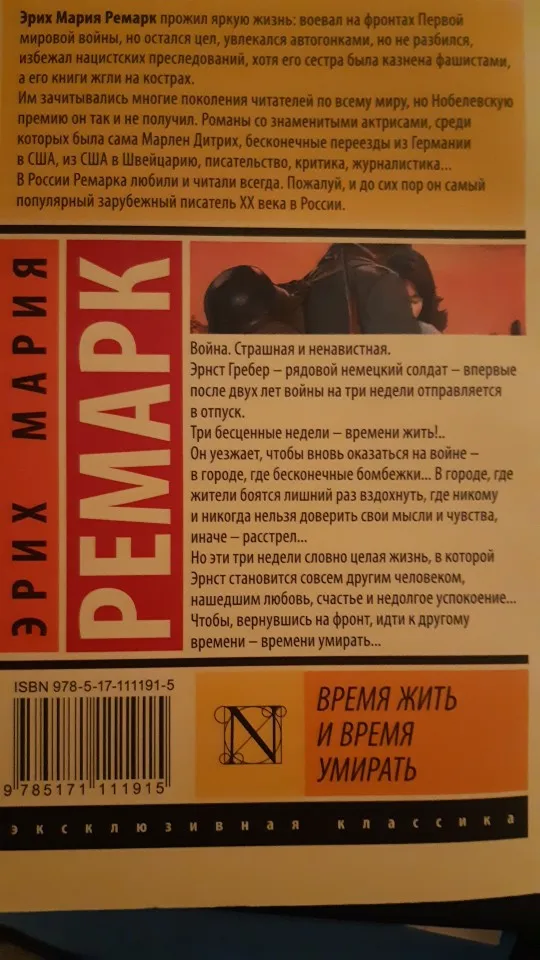 Эрих Мария Ремарк прожил яркую жизнь: воевал на фронтах Первой
мировой войны, но остался цел, увлекался автогонками, но не разбился,
избежал нацистских преследований, хотя его сестра была казнена фашистами,
а его книги жгли на кострах.
Им зачитывались многие поколения читателей по всему миру, но Нобелевскую
премию он так и не получил. Романы со знаменитыми актрисами, среди
которых была сама Марлен Дитрих, бесконечные переезды из Германии
в США, из США в Швейцарию, писательство, критика, журналистика...
В России Ремарка любили и читали всегда. Пожалуй, и до сих пор он самый
популярный зарубежный писатель XX века в России.
ЭРИХ МАРИЯ
РЕМАРК
Война. Страшная и ненавистная.
Эрнст Гребер – рядовой немецкий солдат – впервые
после двух лет войны на три недели отправляется
в отпуск.
Три бесценные недели – времени жить!..
Он уезжает, чтобы вновь оказаться на войне –
в городе, где бесконечные бомбежки... В городе, где
жители боятся лишний раз вздохнуть, где никому
и никогда нельзя доверить свои мысли и чувства,
иначе – расстрел...
Но эти три недели словно целая жизнь, в которой
Эрнст становится совсем другим человеком,
нашедшим любовь, счастье и недолгое успокоение...
Чтобы, вернувшись на фронт, идти к другому
времени – времени умирать...
ISBN 978-5-17-111191-5
9 785171 111915
N
ВРЕМЯ ЖИТЬ
И ВРЕМЯ
УМИРАТЬ
эксклюзивная классика